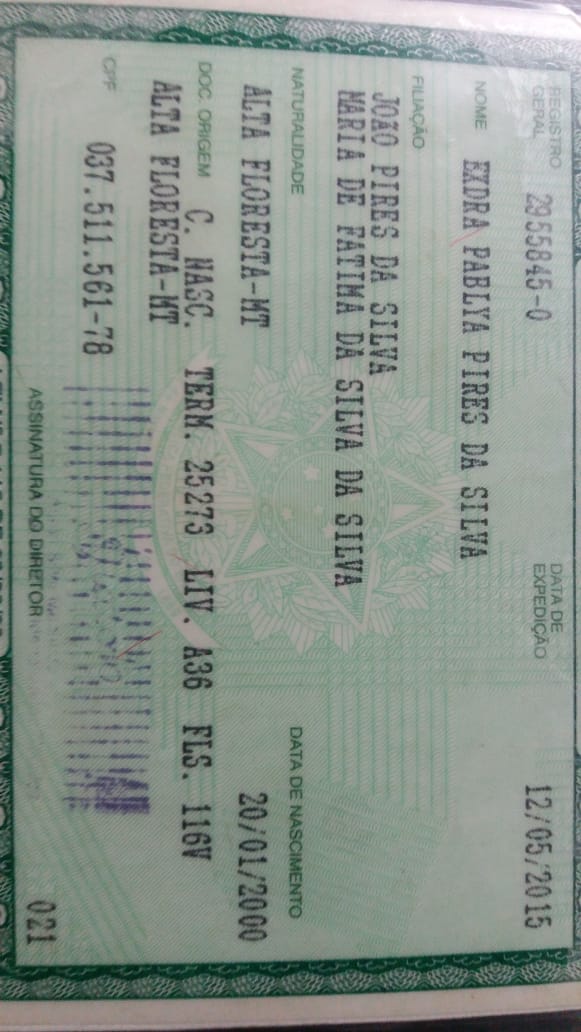 REGISTRO GERAL 2955845-0 DATA DE EXPEDIÇÃO 12/05/2015
NOME EXDRA PABLYA PIRES DA SILVA
FILIAÇÃO
JOAO PIRES DA SILVA
MARIA DE FATIMA DA SILVA DA SILVA
NATURALIDADE DATA DE NASCIMENTO
ALTA FLORESTA-MT 20/01/2000
DOC. ORIGEM C. NASC. TERM. 25273 LIV. A36 FLS. 116V
ALTA FLORESTA-MT
CPF 037.511.561-78
ASSINATURA DO DIRETOR 021